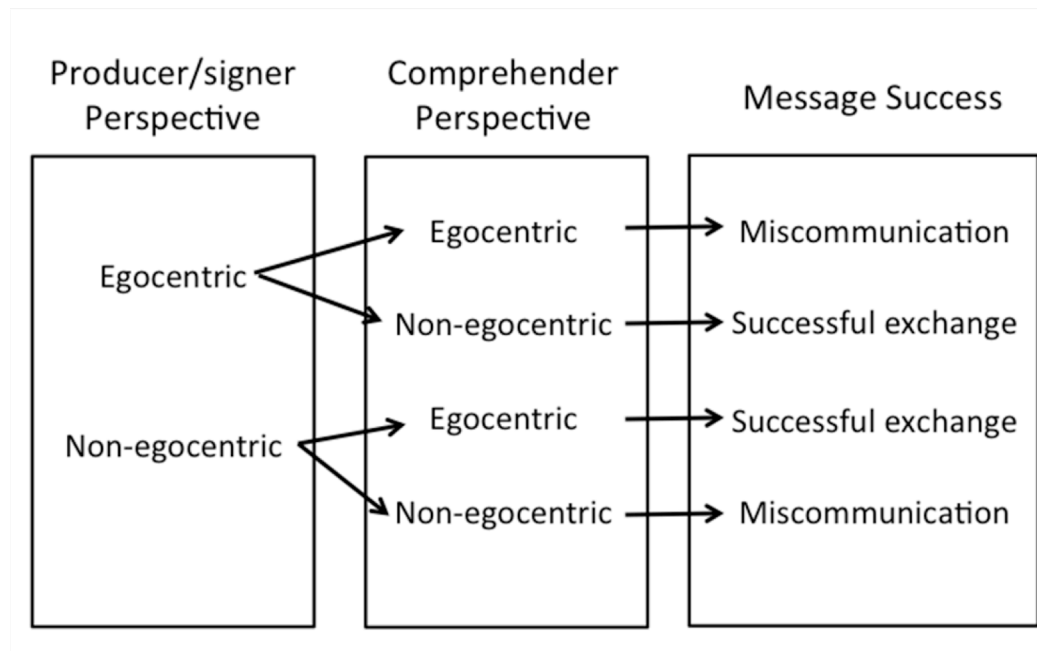 Producer/signer
Perspective
Comprehender
Perspective
Message Success
Egocentric
Non-egocentric
Egocentric
Non-egocentric
Egocentric
Non-egocentric
Miscommunication
Successful exchange
Successful exchange
Miscommunication